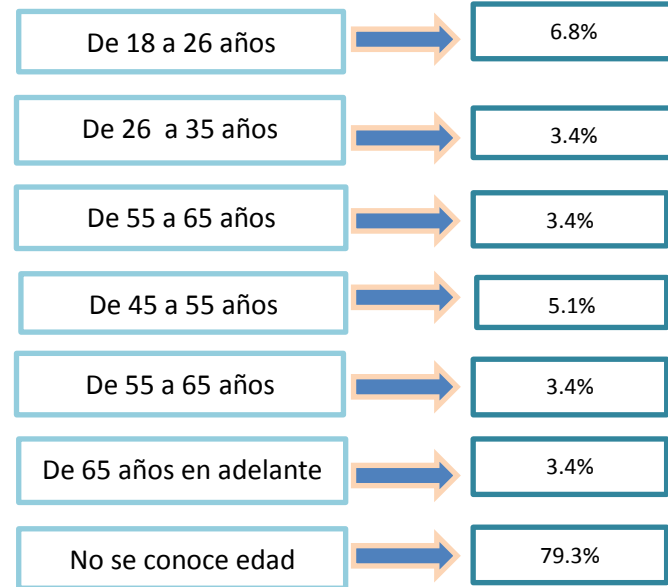 De 18 a 26 años 6.8%
De 26 a 35 años 3.4%
De 55 a 65 años 3.4%
De 45 a 55 años 5.1%
De 55 a 65 años 3.4%
De 65 años en adelante 3.4%
No se conoce edad 79.3%